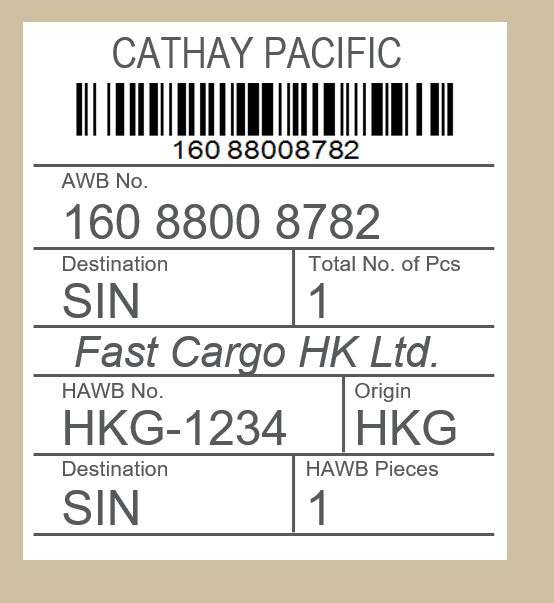 CATHAY PACIFIC
160 88008782
AWB No.
160 8800 8782
Destination Total No. of Pcs
SIN 1
Fast Cargo HK Ltd.
HAWB No. Origin
HKG-1234 HKG
Destination HAWB Pieces
SIN 1